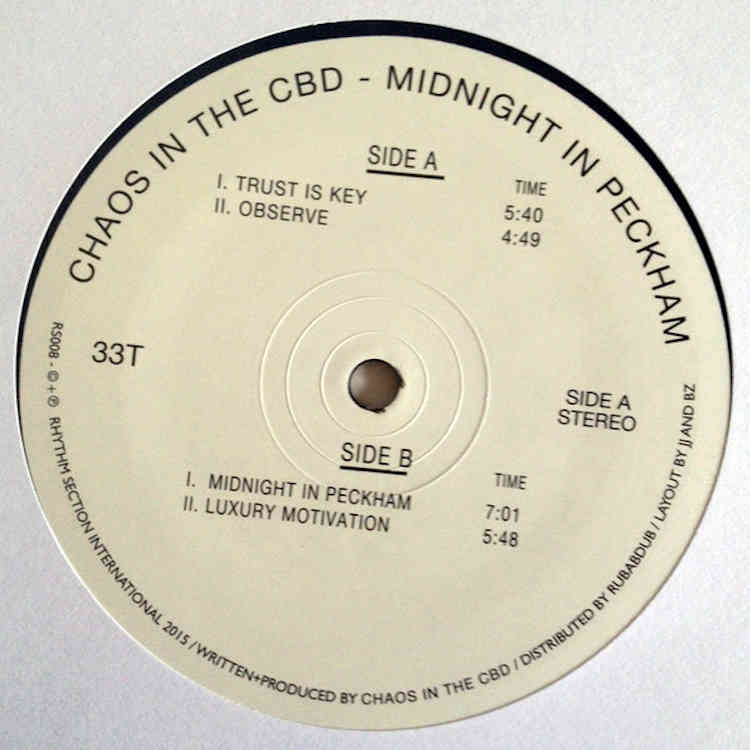 CHAOS IN THE CBD - MIDNIGHT IN PECKHAM
SIDE A
TIME
I. TRUST IS KEY 5:40
II. OBSERVE 4:49
33T
SIDE A
STEREO
SIDE B
TIME
I. MIDNIGHT IN PECKHAM 7:01
II. LUXURY MOTIVATION 5:48
RS008 - © + ℗ RHYTHM SECTION INTERNATIONAL 2015 / WRITTEN+PRODUCED BY CHAOS IN THE CBD / DISTRIBUTED BY RUBABDUB / LAYOUT BY JJ AND BZ